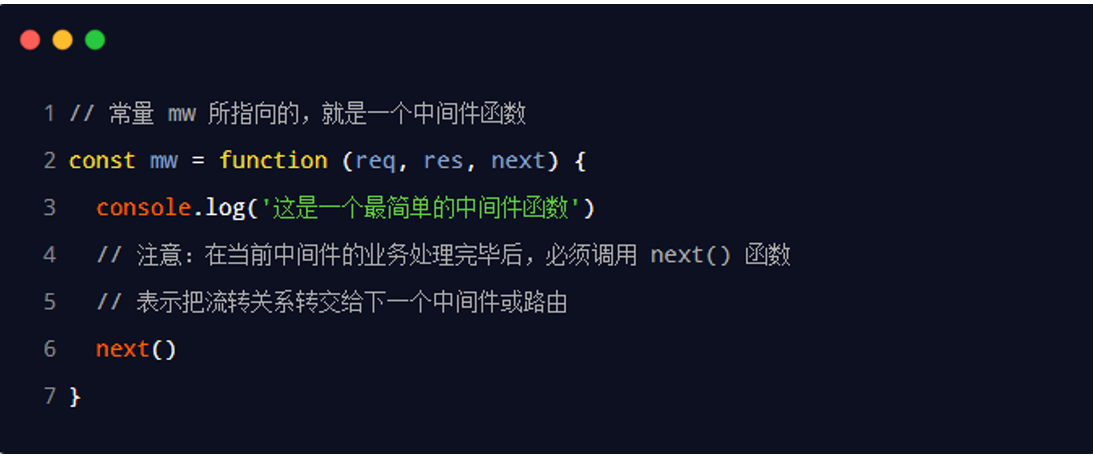 1 // 常量 mw 所指向的，就是一个中间件函数
2 const mw = function (req, res, next) {
3   console.log('这是一个最简单的中间件函数')
4   // 注意：在当前中间件的业务处理完毕后，必须调用 next() 函数
5   // 表示把流转关系转交给下一个中间件或路由
6   next()
7 }